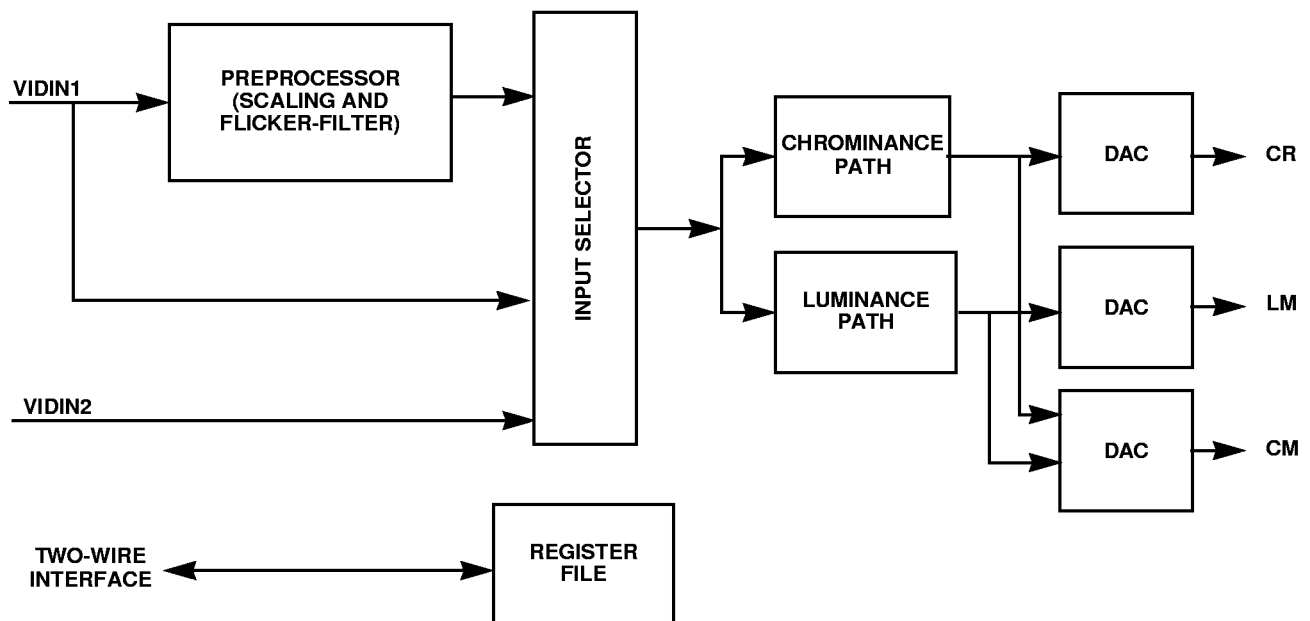 VIDIN1
PREPROCESSOR
(SCALING AND
FLICKER-FILTER)
VIDIN2
INPUT SELECTOR
CHROMINANCE
PATH
LUMINANCE
PATH
DAC
CR
DAC
LM
DAC
CM
TWO-WIRE
INTERFACE
REGISTER
FILE